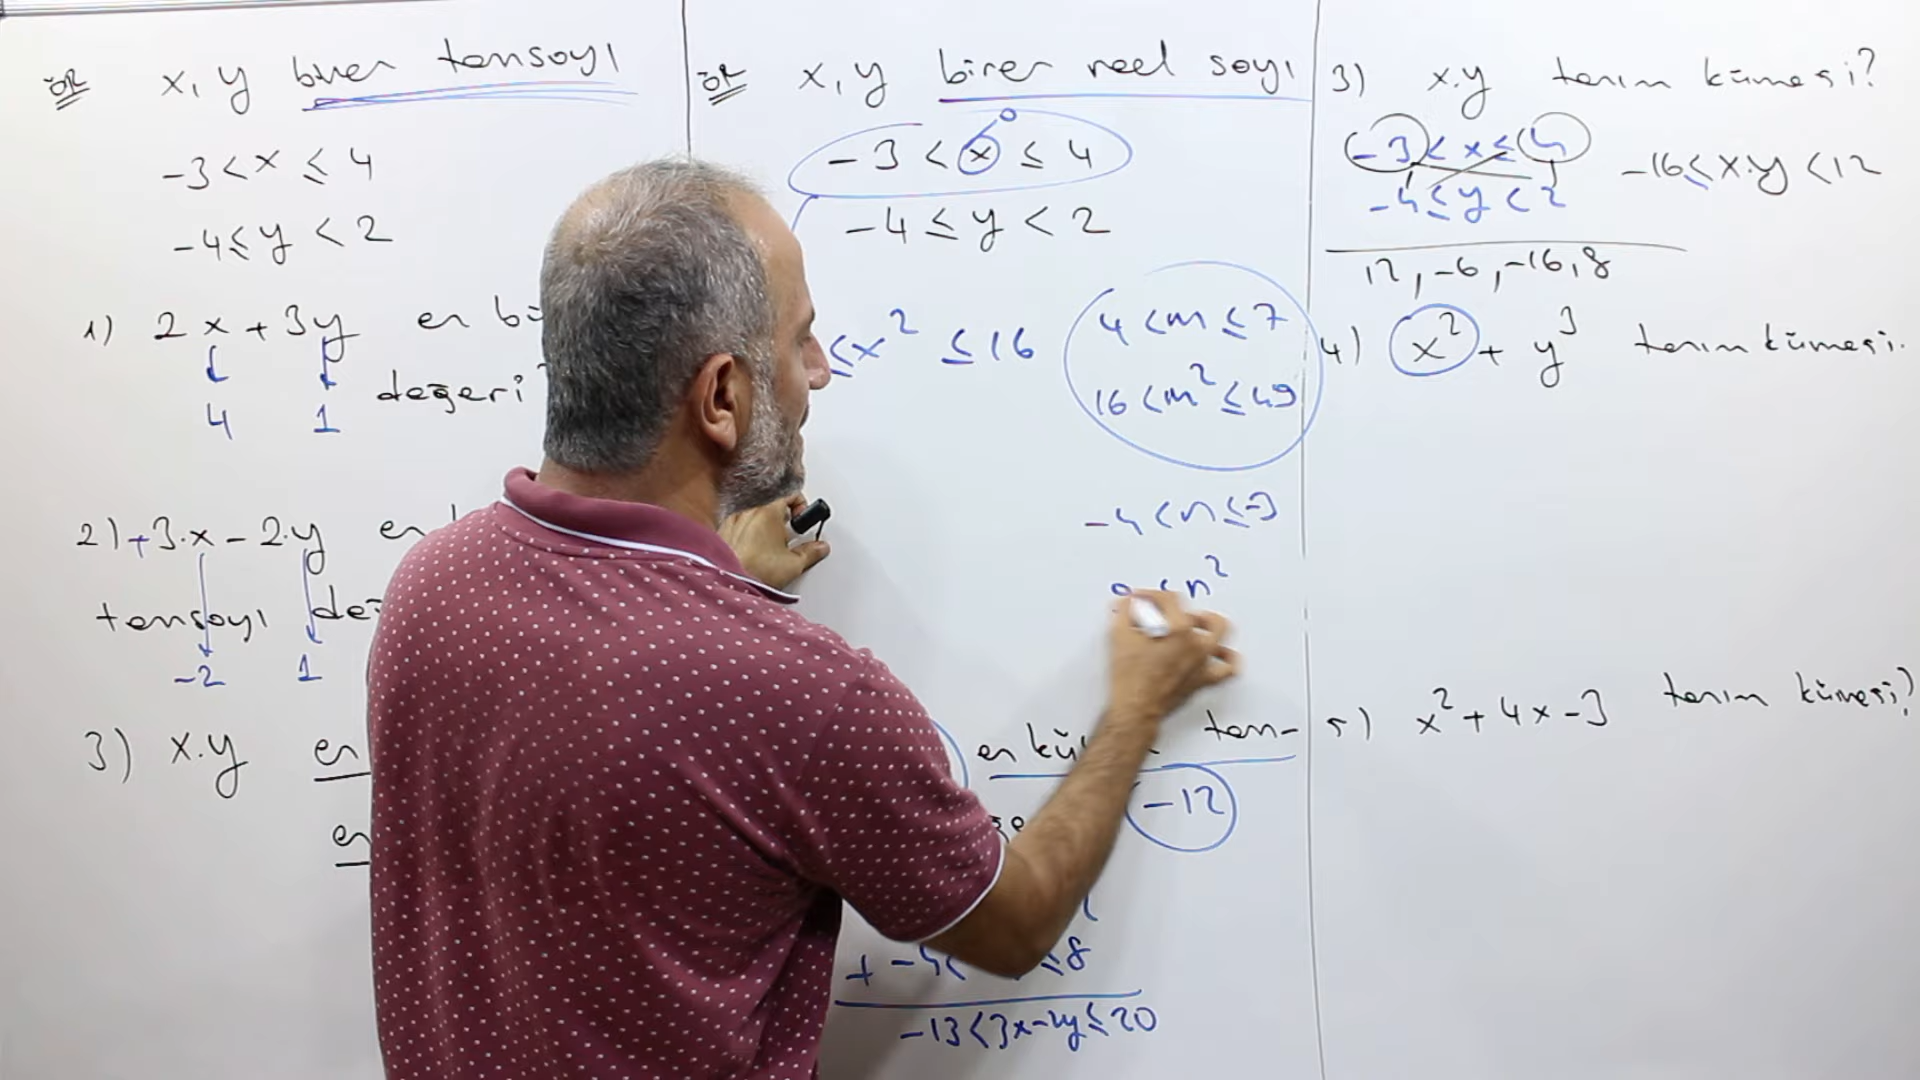 ÖR x, y birer tamsayı
-3 < x ≤ 4
-4 ≤ y < 2
1) 2x + 3y en
4 1 değeri
2) +3.x - 2.y
tamsayı
-2 1
3) x.y en
en
ÖR x, y birer reel sayı
0
-3 < x ≤ 4
-4 ≤ y < 2
≤ x² ≤ 16
4 < m ≤ 7
16 < m² ≤ 49
-4 < n ≤ -3
n²
en tam-
-12
≤ 8
-13 < 3x-2y ≤ 20
3) x.y tanım kümesi?
-3 < x ≤ 4
-4 ≤ y < 2
-16 ≤ x.y < 12
12, -6, -16, 8
4) x² + y³ tanım kümesi.
5) x² + 4x - 3 tanım kümesi?